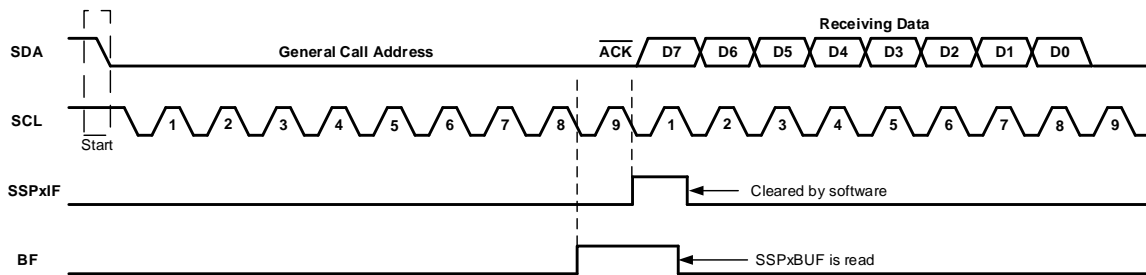 Receiving Data
SDA General Call Address ACK D7 D6 D5 D4 D3 D2 D1 D0
SCL 1 2 3 4 5 6 7 8 9 1 2 3 4 5 6 7 8 9
Start
SSPxIF Cleared by software
BF SSPxBUF is read